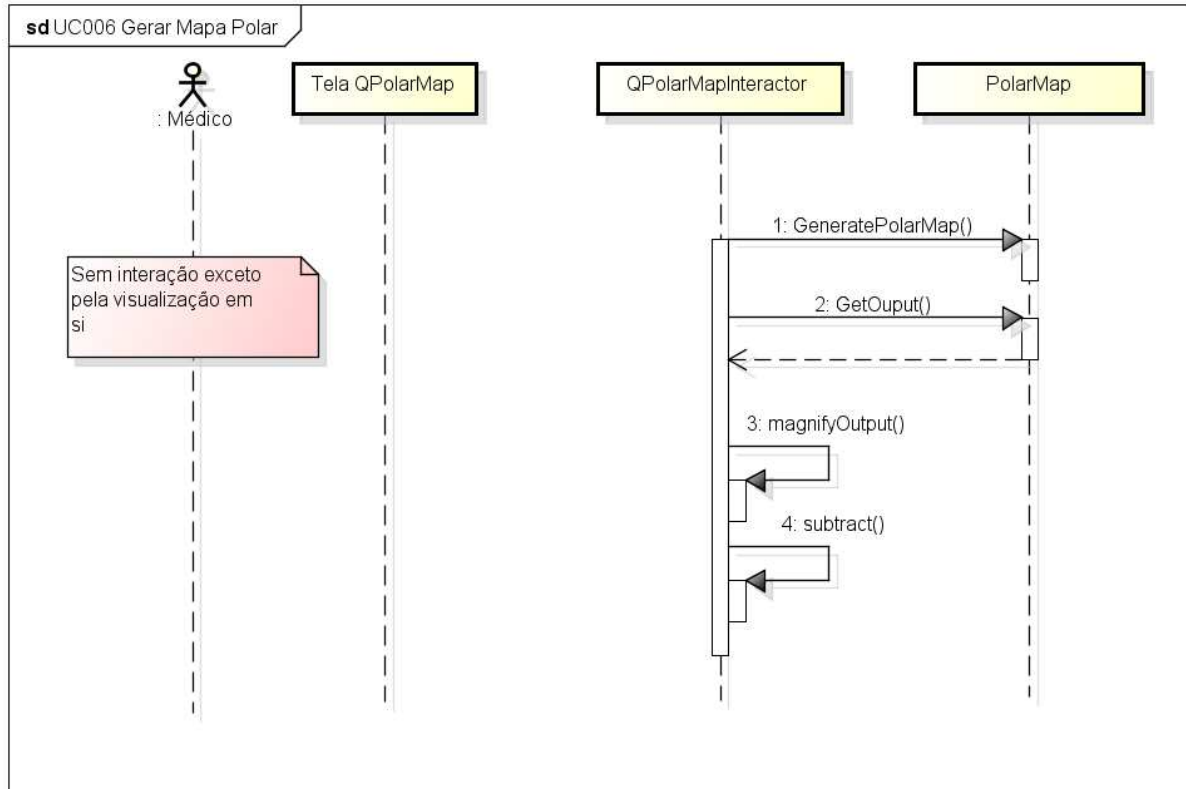 sd UC006 Gerar Mapa Polar
: Médico
Tela QPolarMap
QPolarMapInteractor
PolarMap
1: GeneratePolarMap()
Sem interação exceto
pela visualização em
si
2: GetOuput()
3: magnifyOutput()
4: subtract()